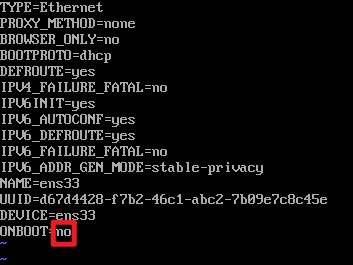 TYPE=Ethernet
PROXY_METHOD=none
BROWSER_ONLY=no
BOOTPROTO=dhcp
DEFROUTE=yes
IPV4_FAILURE_FATAL=no
IPV6INIT=yes
IPV6_AUTOCONF=yes
IPV6_DEFROUTE=yes
IPV6_FAILURE_FATAL=no
IPV6_ADDR_GEN_MODE=stable-privacy
NAME=ens33
UUID=d67d4428-f7b2-46c1-abc2-7b09e7c8c45e
DEVICE=ens33
ONBOOT=no
~
~